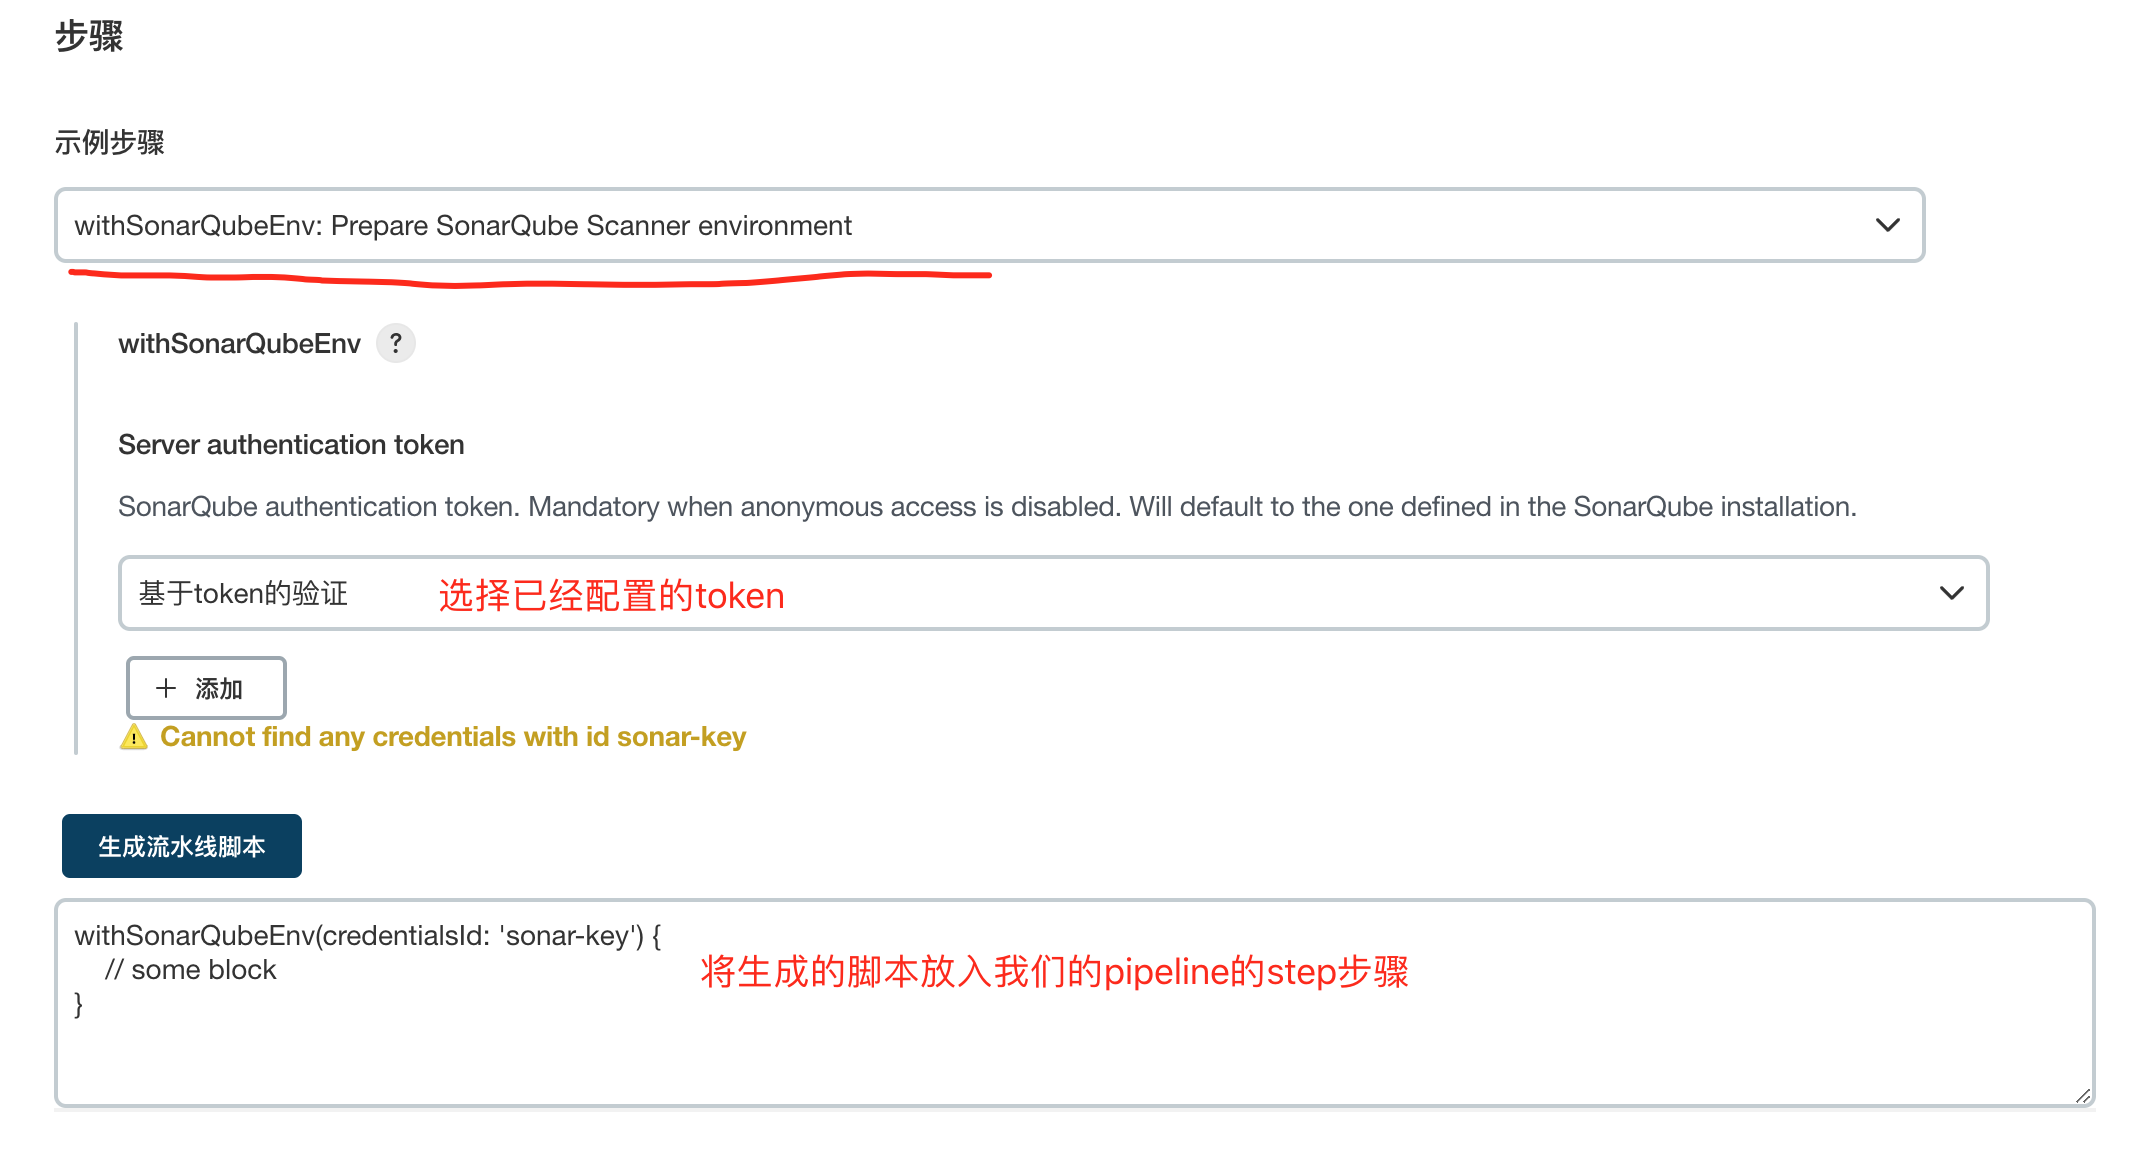 步骤
示例步骤
withSonarQubeEnv: Prepare SonarQube Scanner environment
withSonarQubeEnv ?
Server authentication token
SonarQube authentication token. Mandatory when anonymous access is disabled. Will default to the one defined in the SonarQube installation.
基于token的验证 选择已经配置的token
+ 添加
Cannot find any credentials with id sonar-key
生成流水线脚本
withSonarQubeEnv(credentialsId: 'sonar-key') {
// some block
将生成的脚本放入我们的pipeline的step步骤
}